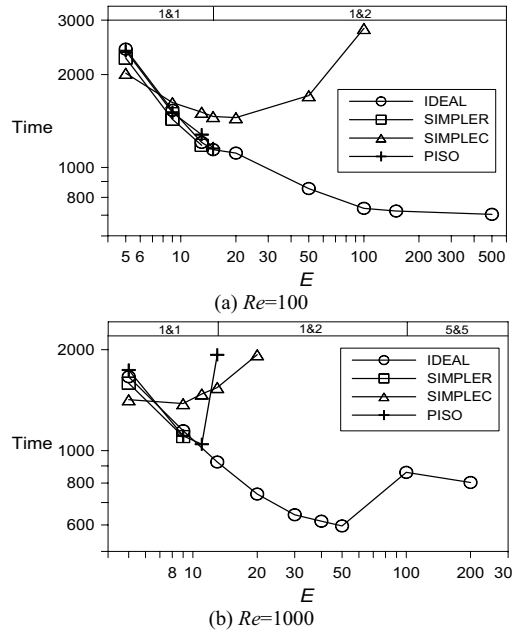 1&1 1&2
3000
2000
1000
800
Time
IDEAL
SIMPLER
SIMPLEC
PISO
5 6 10 20 30 50 100 200 300 500
E
(a) Re=100
1&1 1&2 5&5
2000
1000
800
600
Time
IDEAL
SIMPLER
SIMPLEC
PISO
8 10 20 30 50 100 200 30
E
(b) Re=1000